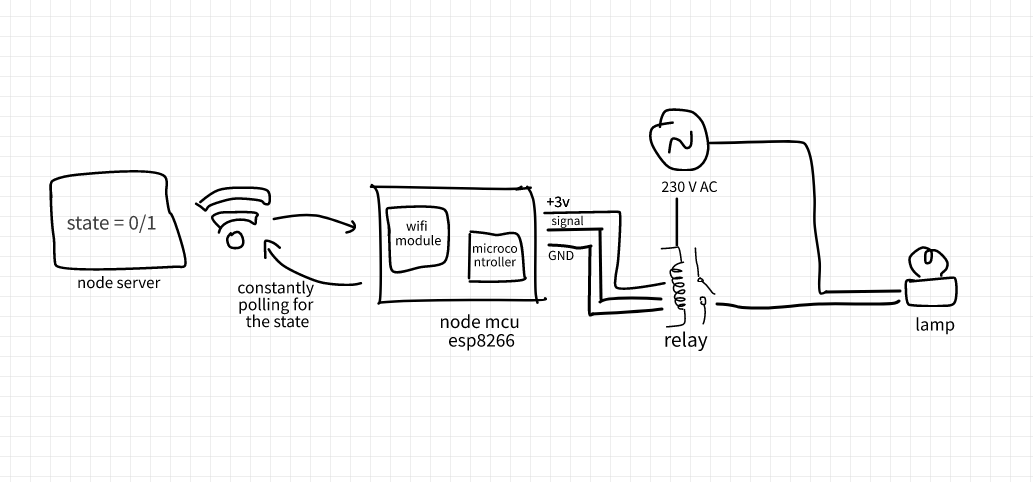 state = 0/1
node server
constantly
polling for
the state
wifi
module
microco
ntroller
node mcu
esp8266
+3v
signal
GND
230 V AC
relay
lamp